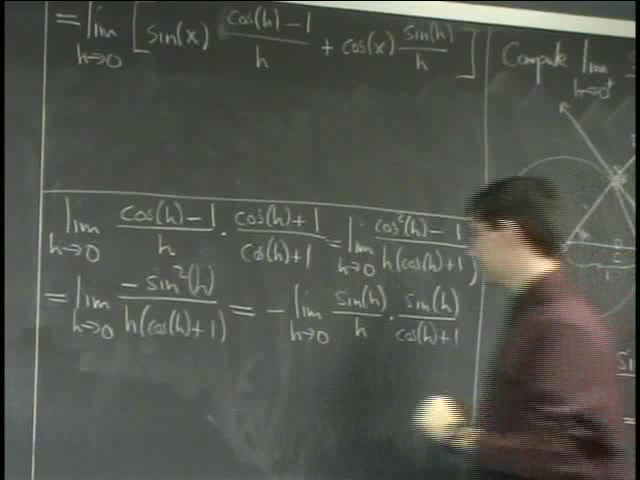 = lim h→0 [ sin(x) (cos(h) - 1)/h + cos(x) sin(h)/h ]
Compute lim h→0⁺
lim h→0 (cos(h) - 1)/h · (cos(h) + 1)/(cos(h) + 1) = lim h→0 (cos²(h) - 1)/(h(cos(h) + 1))
= lim h→0 (-sin²(h))/(h(cos(h) + 1)) = - lim h→0 sin(h)/h · sin(h)/(cos(h) + 1)